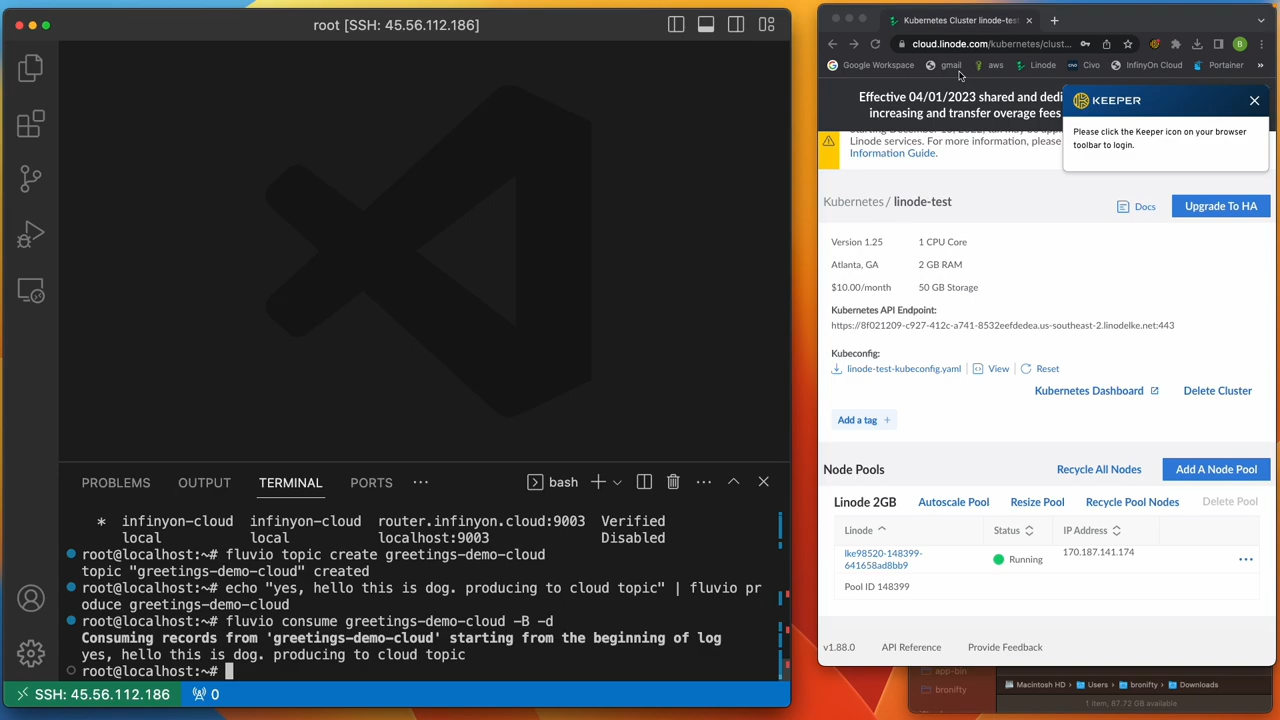 root [SSH: 45.56.112.186]
PROBLEMS OUTPUT TERMINAL PORTS ··· bash ···
* infinyon-cloud infinyon-cloud router.infinyon.cloud:9003 Verified
local local localhost:9003 Disabled
root@localhost:~# fluvio topic create greetings-demo-cloud
topic "greetings-demo-cloud" created
root@localhost:~# echo "yes, hello this is dog. producing to cloud topic" | fluvio pr
oduce greetings-demo-cloud
root@localhost:~# fluvio consume greetings-demo-cloud -B -d
Consuming records from 'greetings-demo-cloud' starting from the beginning of log
yes, hello this is dog. producing to cloud topic
root@localhost:~#
SSH: 45.56.112.186 0
Kubernetes Cluster linode-tes
cloud.linode.com/kubernetes/clust... B
Google Workspace gmail aws Linode Civo InfinyOn Cloud Portainer »
Effective 04/01/2023 shared and dedi
increasing and transfer overage fees
Linode services. For more information, please
Information Guide.
KEEPER
Please click the Keeper icon on your browser
toolbar to login.
Kubernetes / linode-test
Docs Upgrade To HA
Version 1.25 1 CPU Core
Atlanta, GA 2 GB RAM
$10.00/month 50 GB Storage
Kubernetes API Endpoint:
https://8f021209-c927-412c-a741-8532eefdedea.us-southeast-2.linodelke.net:443
Kubeconfig:
linode-test-kubeconfig.yaml View Reset
Kubernetes Dashboard Delete Cluster
Add a tag +
Node Pools Recycle All Nodes Add A Node Pool
Linode 2GB Autoscale Pool Resize Pool Recycle Pool Nodes Delete Pool
Linode Status IP Address
lke98520-148399-
641658ad8bb9
Running 170.187.141.174 ...
Pool ID 148399
v1.88.0 API Reference Provide Feedback
app-bin
bronifty
Macintosh HD › Users › bronifty › Downloads
1 item, 87.72 GB available